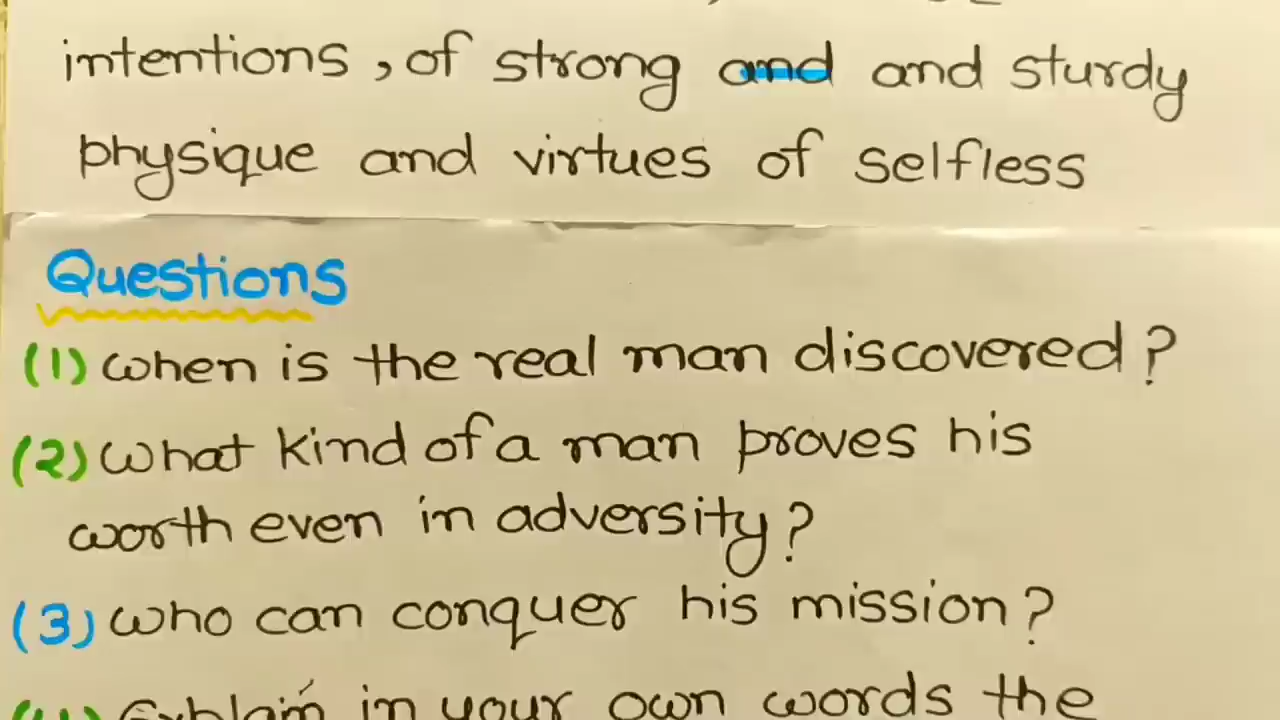 intentions, of strong and and sturdy
physique and virtues of selfless
Questions
(1) when is the real man discovered?
(2) what kind of a man proves his
worth even in adversity?
(3) who can conquer his mission?
(4) Explain in your own words the